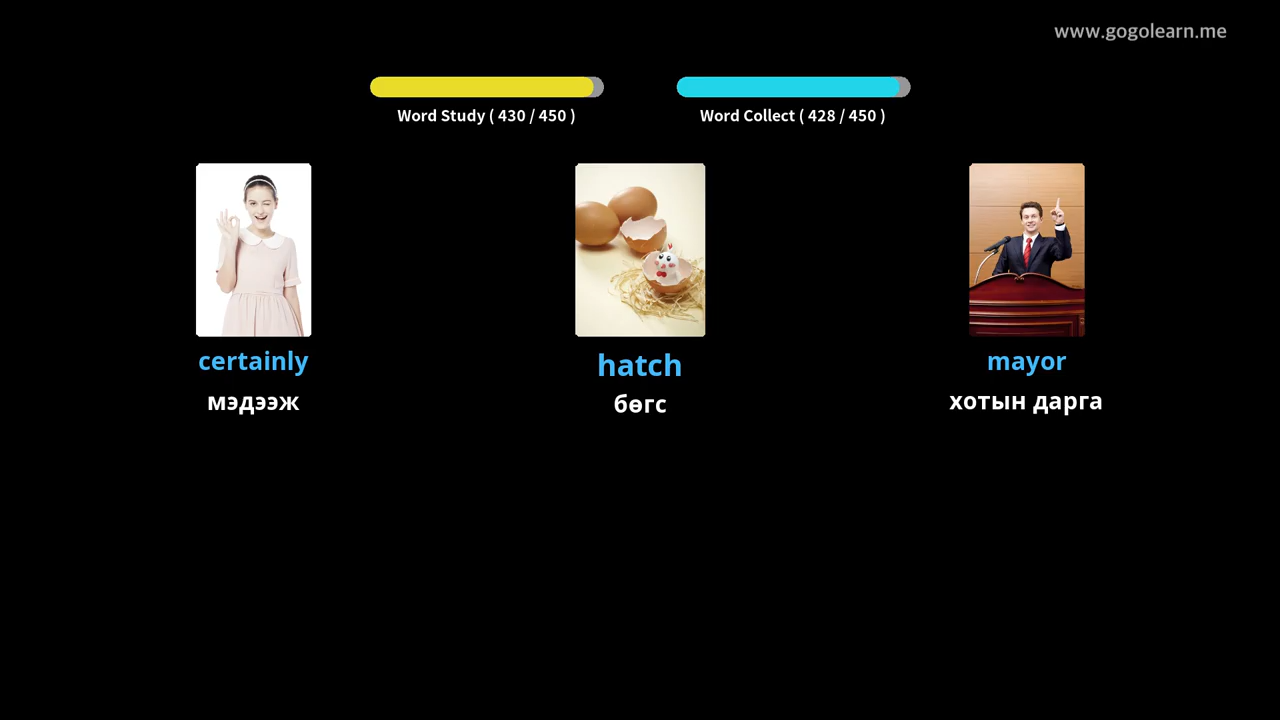 www.gogolearn.me
Word Study ( 430 / 450 )
Word Collect ( 428 / 450 )
certainly
мэдээж
hatch
бөгс
mayor
хотын дарга